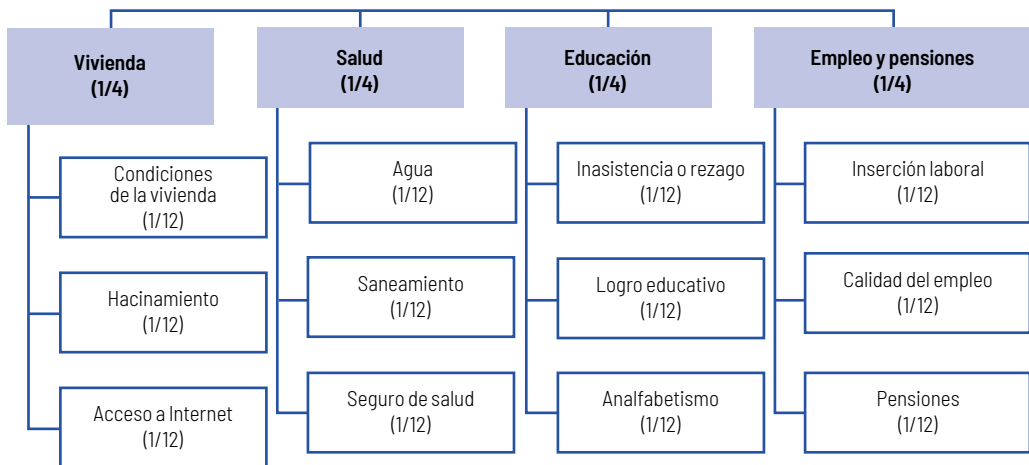 Vivienda
(1/4)
Condiciones
de la vivienda
(1/12)
Hacinamiento
(1/12)
Acceso a Internet
(1/12)
Salud
(1/4)
Agua
(1/12)
Saneamiento
(1/12)
Seguro de salud
(1/12)
Educación
(1/4)
Inasistencia o rezago
(1/12)
Logro educativo
(1/12)
Analfabetismo
(1/12)
Empleo y pensiones
(1/4)
Inserción laboral
(1/12)
Calidad del empleo
(1/12)
Pensiones
(1/12)